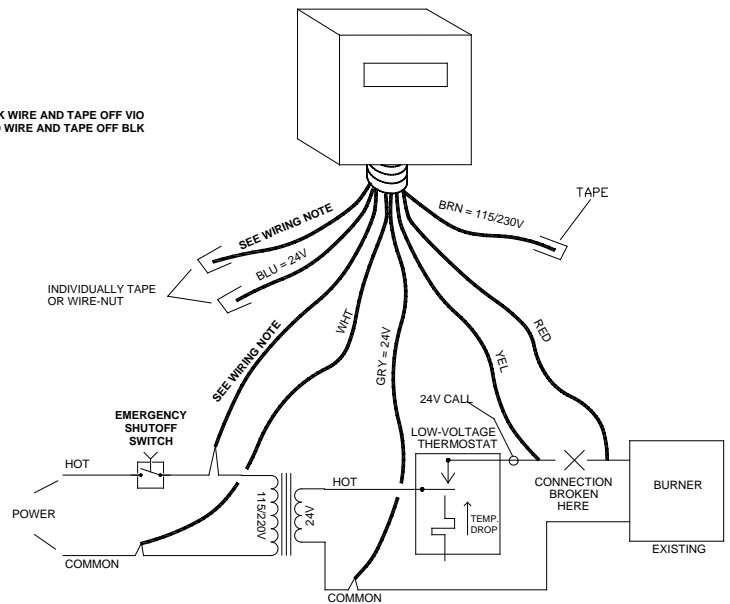 WIRE AND TAPE OFF VIO
WIRE AND TAPE OFF BLK
SEE WIRING NOTE
BRN = 115/230V
TAPE
BLU = 24V
INDIVIDUALLY TAPE
OR WIRE-NUT
SEE WIRING NOTE
WHT
GRY = 24V
YEL
RED
24V CALL
EMERGENCY
SHUTOFF
SWITCH
LOW-VOLTAGE
THERMOSTAT
HOT
POWER
COMMON
115/220V
24V
HOT
TEMP.
DROP
CONNECTION
BROKEN
HERE
BURNER
EXISTING
COMMON